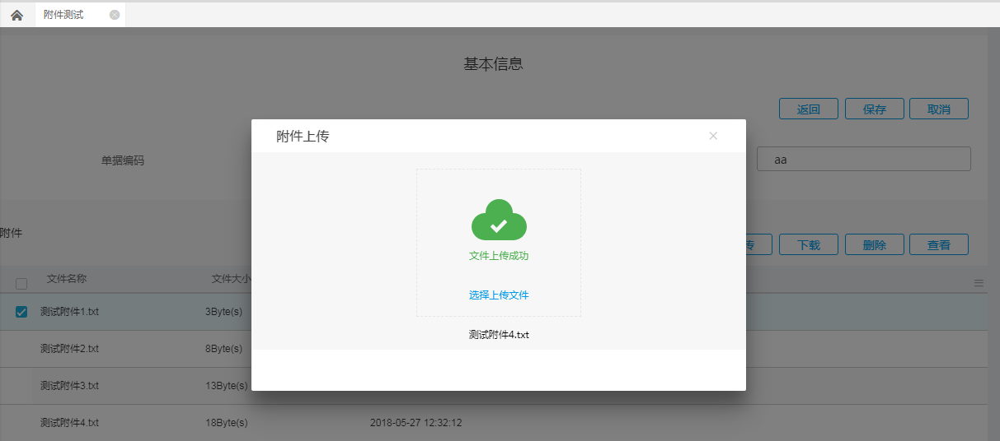 附件测试
基本信息
返回 保存 取消
附件上传
单据编码
aa
文件上传成功
选择上传文件
测试附件4.txt
附件
传 下载 删除 查看
文件名称 文件大小
测试附件1.txt 3Byte(s)
测试附件2.txt 8Byte(s)
测试附件3.txt 13Byte(s)
测试附件4.txt 18Byte(s) 2018-05-27 12:32:12